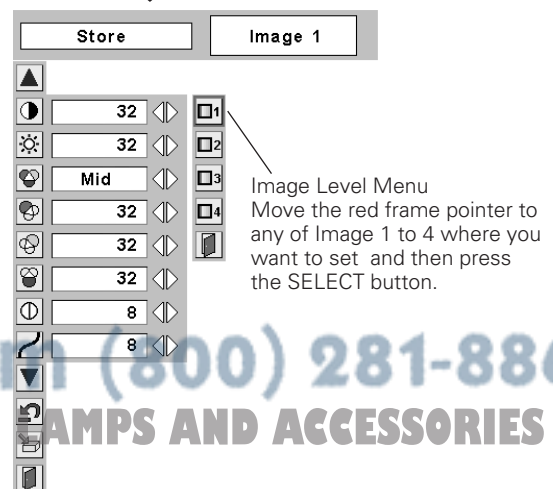 Store Image 1
32 1
32 2
Mid 3
32 4
32
32
8
8
Image Level Menu
Move the red frame pointer to
any of Image 1 to 4 where you
want to set and then press
the SELECT button.
(800) 281-886
AMPS AND ACCESSORIES